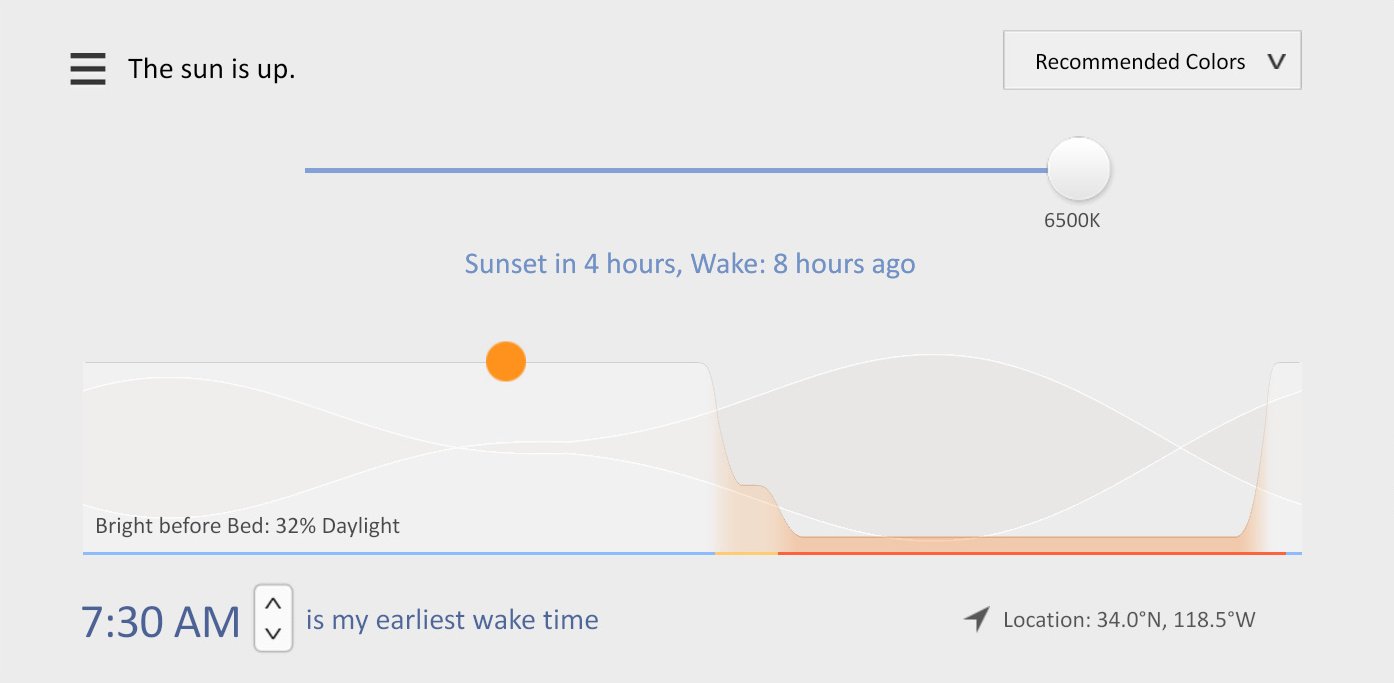 The sun is up.
Recommended Colors
6500K
Sunset in 4 hours, Wake: 8 hours ago
Bright before Bed: 32% Daylight
7:30 AM is my earliest wake time
Location: 34.0°N, 118.5°W